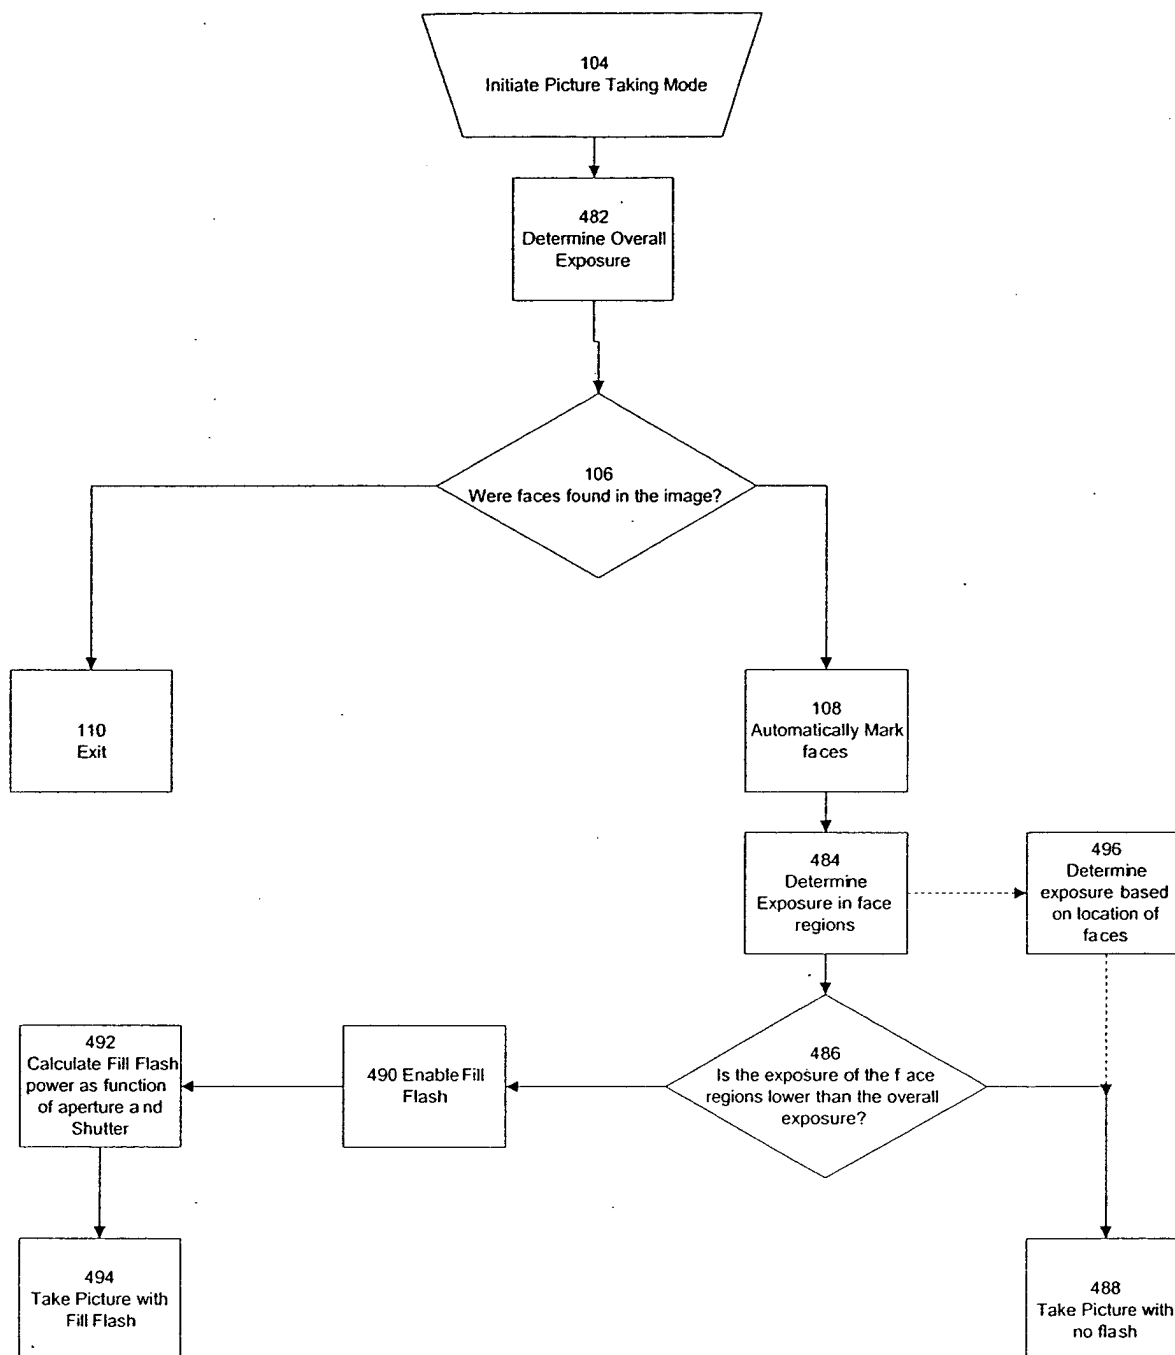 104
Initiate Picture Taking Mode
482
Determine Overall
Exposure
106
Were faces found in the image?
110
Exit
108
Automatically Mark
faces
484
Determine
Exposure in face
regions
496
Determine
exposure based
on location of
faces
486
Is the exposure of the f ace
regions lower than the overall
exposure?
490 Enable Fill
Flash
492
Calculate Fill Flash
power as function
of aperture and
Shutter
494
Take Picture with
Fill Flash
488
Take Picture with
no flash